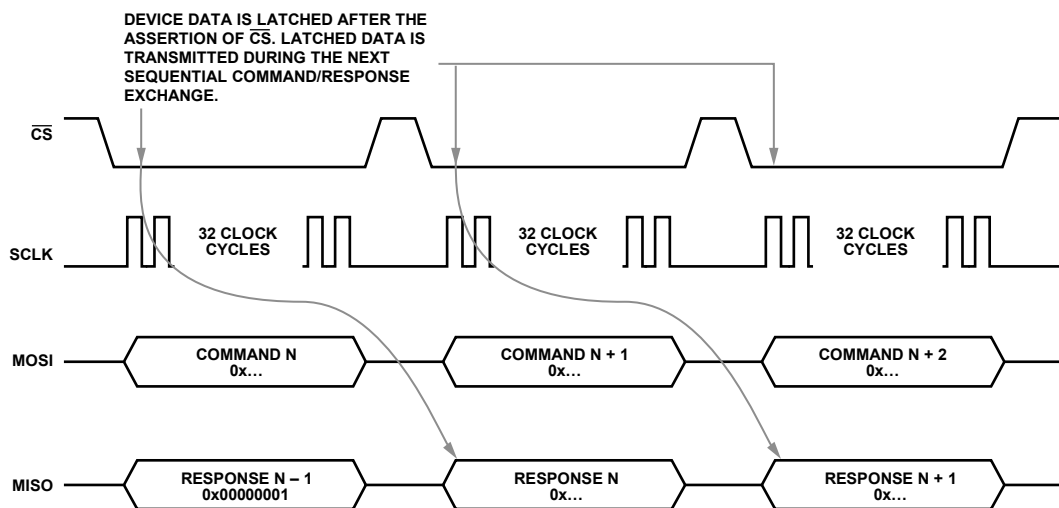 DEVICE DATA IS LATCHED AFTER THE
ASSERTION OF C̅S̅. LATCHED DATA IS
TRANSMITTED DURING THE NEXT
SEQUENTIAL COMMAND/RESPONSE
EXCHANGE.
C̅S̅
SCLK
32 CLOCK
CYCLES
32 CLOCK
CYCLES
32 CLOCK
CYCLES
MOSI
COMMAND N
0x...
COMMAND N + 1
0x...
COMMAND N + 2
0x...
MISO
RESPONSE N – 1
0x00000001
RESPONSE N
0x...
RESPONSE N + 1
0x...